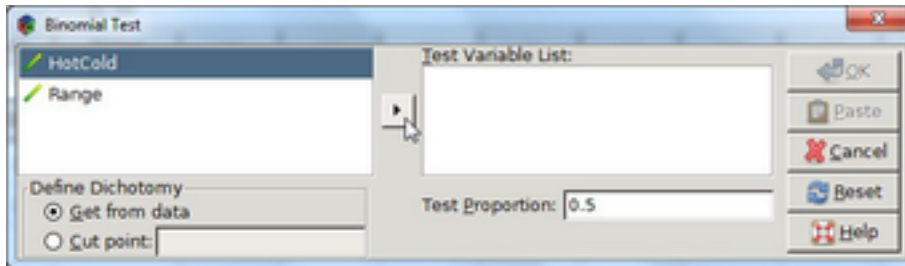 Binomial Test
HotCold
Range
Test Variable List:
OK
Paste
Cancel
Define Dichotomy
Get from data
Cut point:
Test Proportion: 0.5
Reset
Help